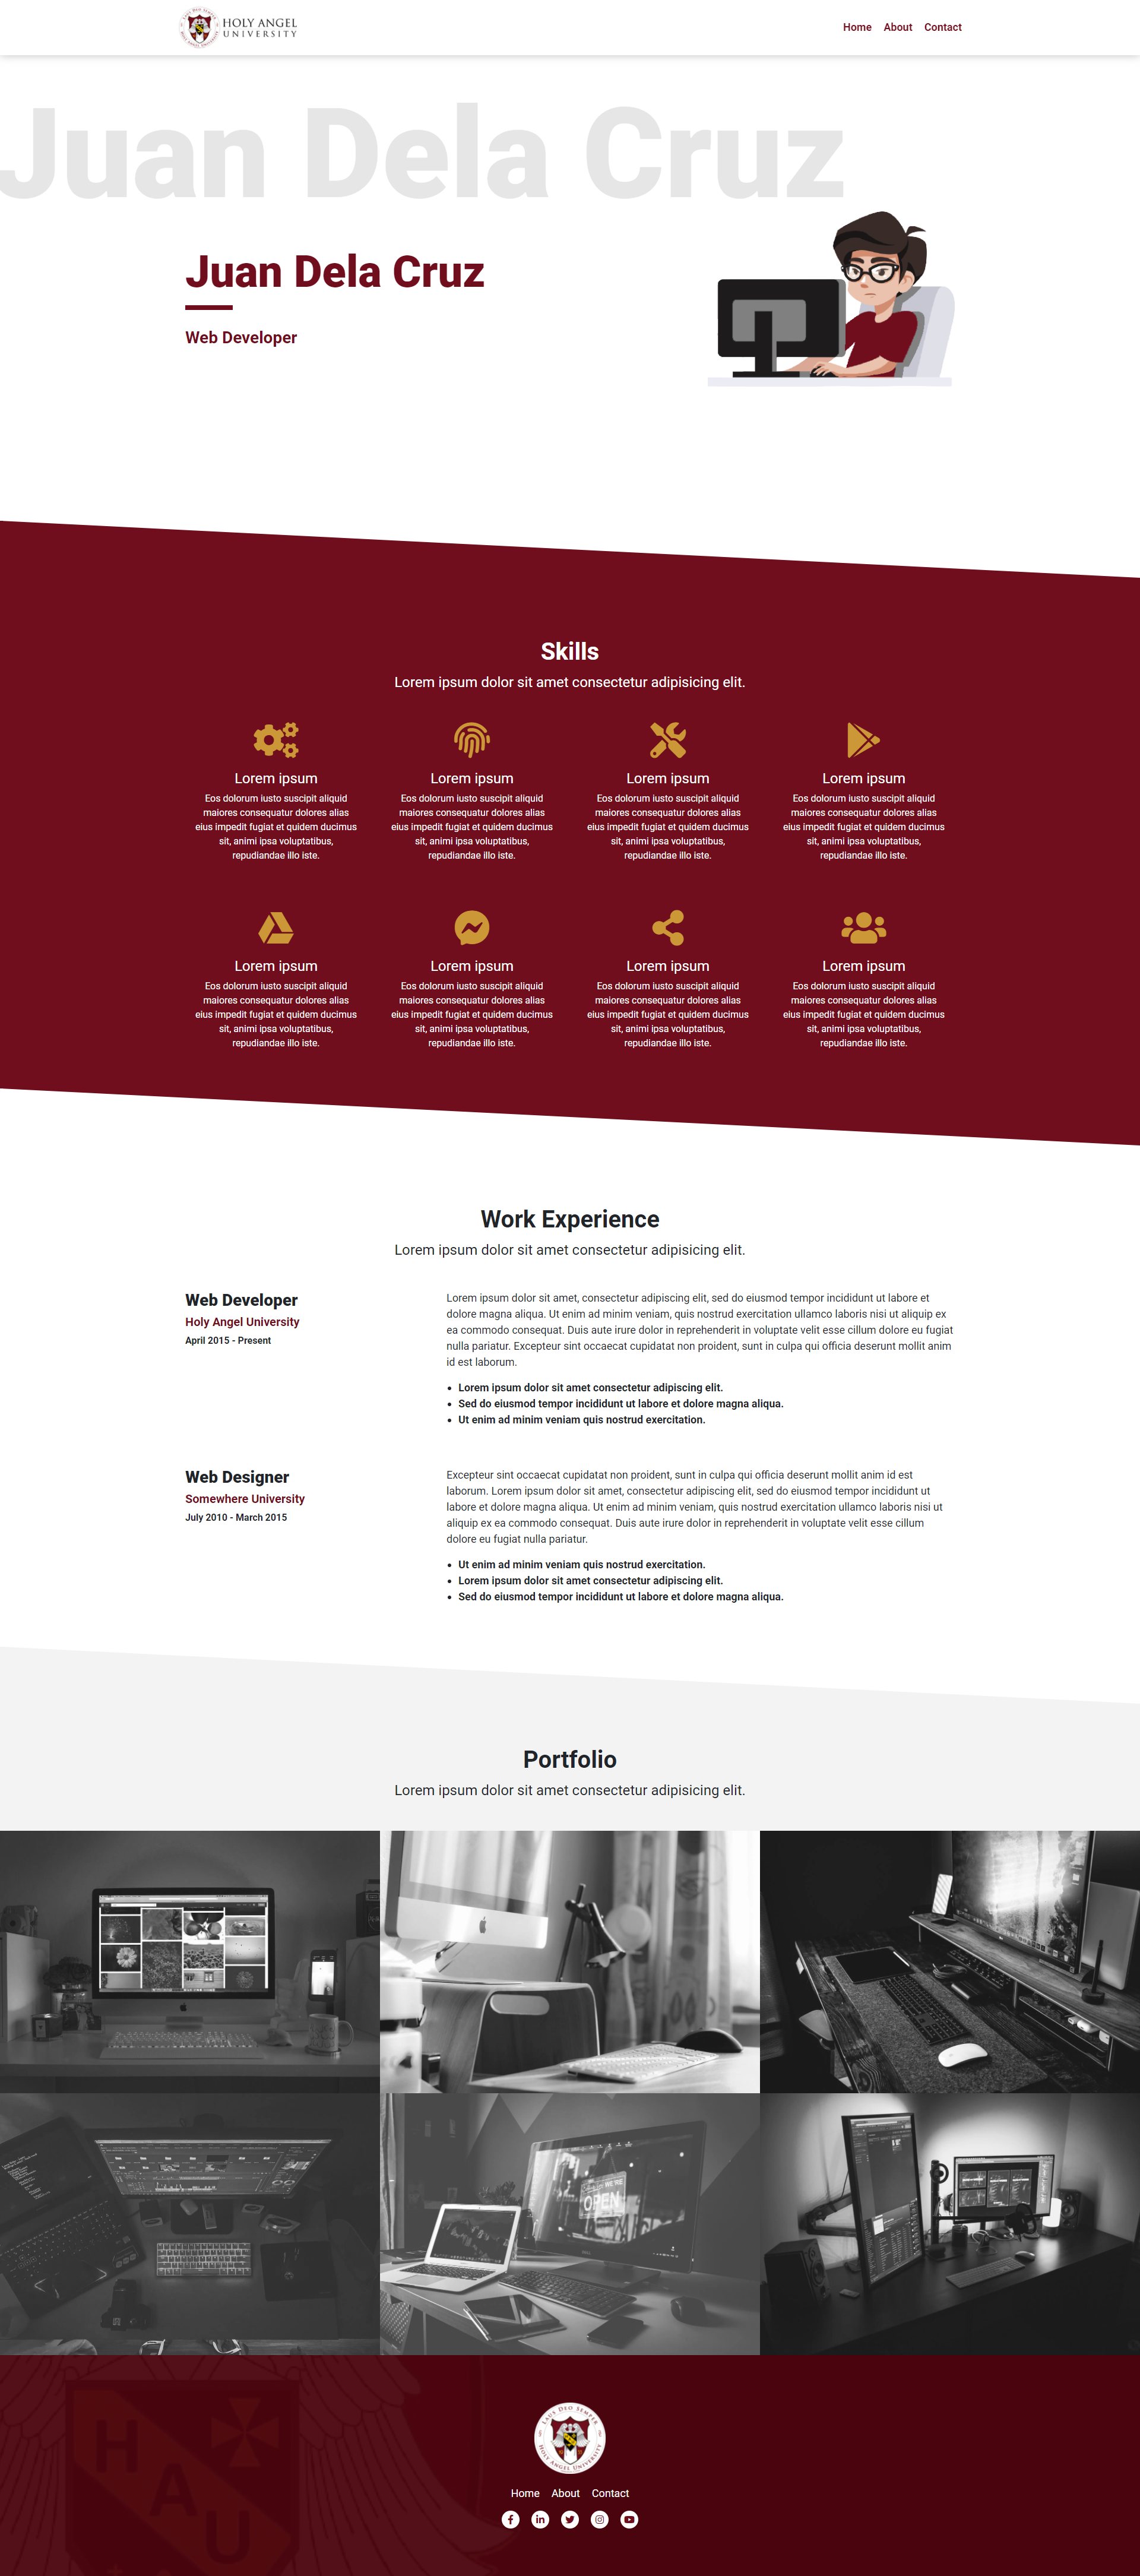 HOLY ANGEL
UNIVERSITY
Home About Contact
Juan Dela Cruz
Juan Dela Cruz
Web Developer
Skills
Lorem ipsum dolor sit amet consectetur adipisicing elit.
Lorem ipsum Lorem ipsum Lorem ipsum Lorem ipsum
Eos dolorum iusto suscipit aliquid Eos dolorum iusto suscipit aliquid Eos dolorum iusto suscipit aliquid Eos dolorum iusto suscipit aliquid
maiores consequatur dolores alias maiores consequatur dolores alias maiores consequatur dolores alias maiores consequatur dolores alias
eius impedit fugiat et quidem ducimus eius impedit fugiat et quidem ducimus eius impedit fugiat et quidem ducimus eius impedit fugiat et quidem ducimus
sit, animi ipsa voluptatibus, sit, animi ipsa voluptatibus, sit, animi ipsa voluptatibus, sit, animi ipsa voluptatibus,
repudiandae illo iste. repudiandae illo iste. repudiandae illo iste. repudiandae illo iste.
Lorem ipsum Lorem ipsum Lorem ipsum Lorem ipsum
Eos dolorum iusto suscipit aliquid Eos dolorum iusto suscipit aliquid Eos dolorum iusto suscipit aliquid Eos dolorum iusto suscipit aliquid
maiores consequatur dolores alias maiores consequatur dolores alias maiores consequatur dolores alias maiores consequatur dolores alias
eius impedit fugiat et quidem ducimus eius impedit fugiat et quidem ducimus eius impedit fugiat et quidem ducimus eius impedit fugiat et quidem ducimus
sit, animi ipsa voluptatibus, sit, animi ipsa voluptatibus, sit, animi ipsa voluptatibus, sit, animi ipsa voluptatibus,
repudiandae illo iste. repudiandae illo iste. repudiandae illo iste. repudiandae illo iste.
Work Experience
Lorem ipsum dolor sit amet consectetur adipisicing elit.
Web Developer
Holy Angel University
April 2015 - Present
Lorem ipsum dolor sit amet, consectetur adipiscing elit, sed do eiusmod tempor incididunt ut labore et
dolore magna aliqua. Ut enim ad minim veniam, quis nostrud exercitation ullamco laboris nisi ut aliquip ex
ea commodo consequat. Duis aute irure dolor in reprehenderit in voluptate velit esse cillum dolore eu fugiat
nulla pariatur. Excepteur sint occaecat cupidatat non proident, sunt in culpa qui officia deserunt mollit anim
id est laborum.
• Lorem ipsum dolor sit amet consectetur adipiscing elit.
• Sed do eiusmod tempor incididunt ut labore et dolore magna aliqua.
• Ut enim ad minim veniam quis nostrud exercitation.
Web Designer
Somewhere University
July 2010 - March 2015
Excepteur sint occaecat cupidatat non proident, sunt in culpa qui officia deserunt mollit anim id est
laborum. Lorem ipsum dolor sit amet, consectetur adipiscing elit, sed do eiusmod tempor incididunt ut
labore et dolore magna aliqua. Ut enim ad minim veniam, quis nostrud exercitation ullamco laboris nisi ut
aliquip ex ea commodo consequat. Duis aute irure dolor in reprehenderit in voluptate velit esse cillum
dolore eu fugiat nulla pariatur.
• Ut enim ad minim veniam quis nostrud exercitation.
• Lorem ipsum dolor sit amet consectetur adipiscing elit.
• Sed do eiusmod tempor incididunt ut labore et dolore magna aliqua.
Portfolio
Lorem ipsum dolor sit amet consectetur adipisicing elit.
WE'RE
OPEN
HAU
LAUS DEO SEMPER
HOLY ANGEL UNIVERSITY
Home About Contact